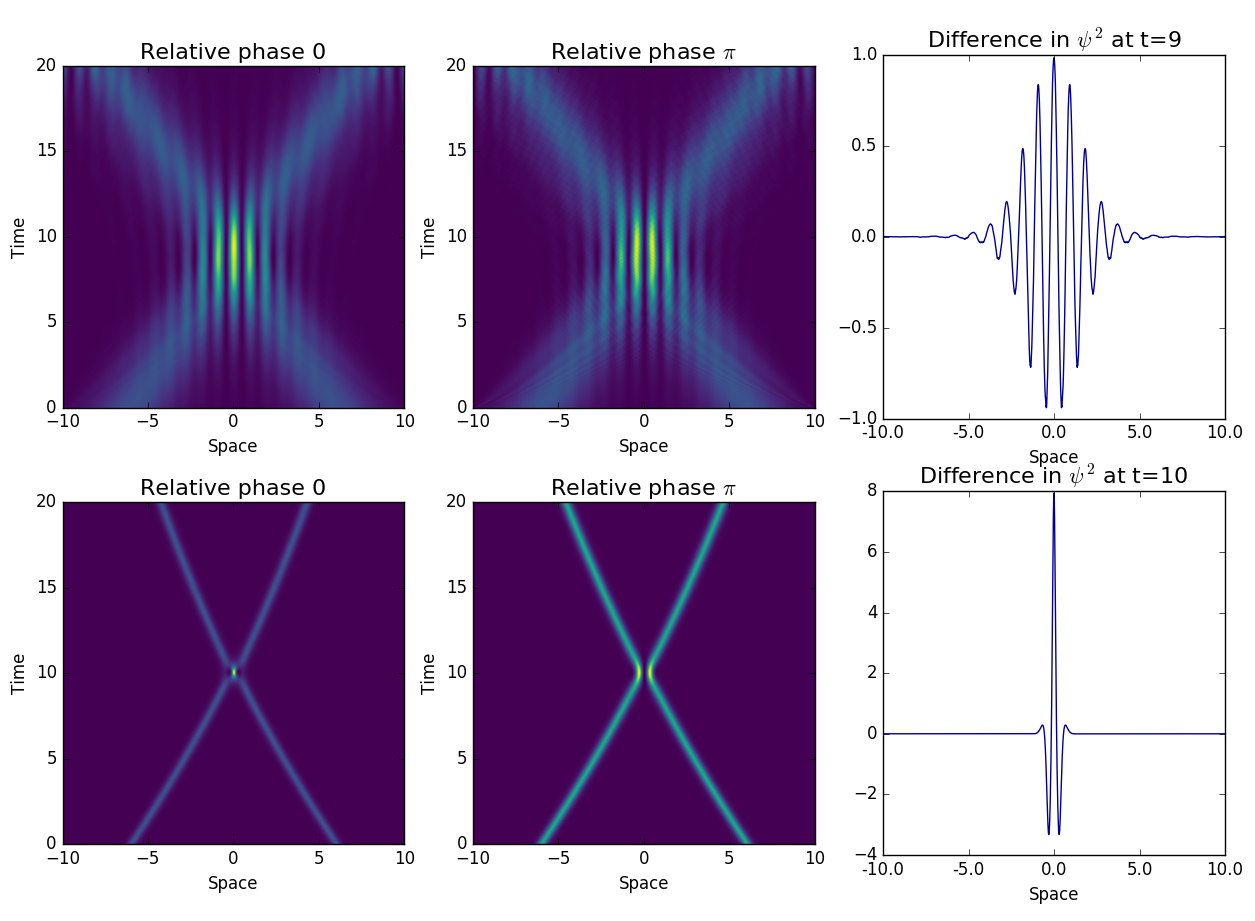 Relative phase 0
Relative phase π
Difference in ψ² at t=9
20
15
10
5
0
Time
−10 −5 0 5 10
Space
20
15
10
5
0
Time
−10 −5 0 5 10
Space
1.0
0.5
0.0
−0.5
−1.0
-10.0 -5.0 0.0 5.0 10.0
Space
Relative phase 0
Relative phase π
Difference in ψ² at t=10
20
15
10
5
0
Time
−10 −5 0 5 10
Space
20
15
10
5
0
Time
−10 −5 0 5 10
Space
8
6
4
2
0
−2
−4
-10.0 -5.0 0.0 5.0 10.0
Space